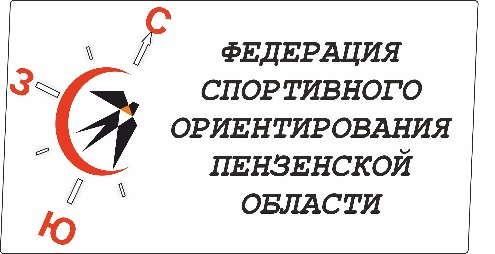 С
З
Ю
ФЕДЕРАЦИЯ
СПОРТИВНОГО
ОРИЕНТИРОВАНИЯ
ПЕНЗЕНСКОЙ
ОБЛАСТИ